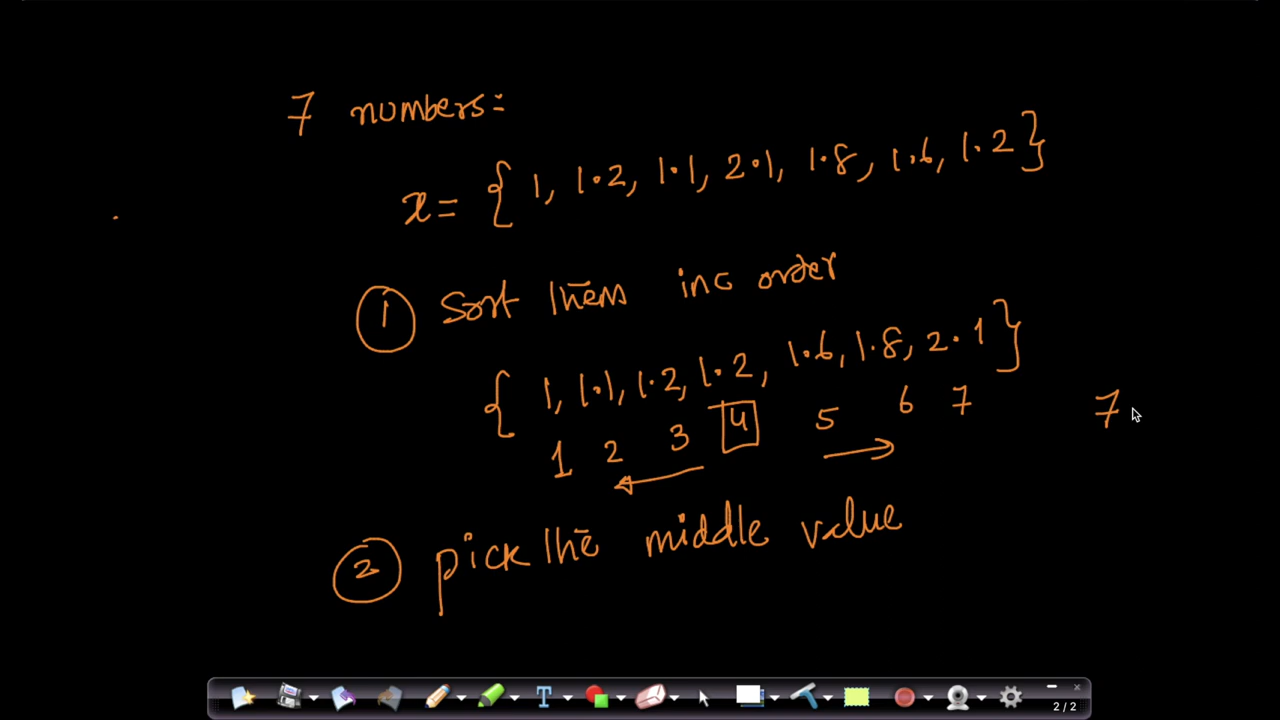 7 numbers:
x = { 1, 1.2, 1.1, 2.1, 1.8, 1.6, 1.2 }
1 Sort them inc order
{ 1, 1.1, 1.2, 1.2, 1.6, 1.8, 2.1 }
1 2 3 4 5 6 7
7
2 pick the middle value
T
2/2